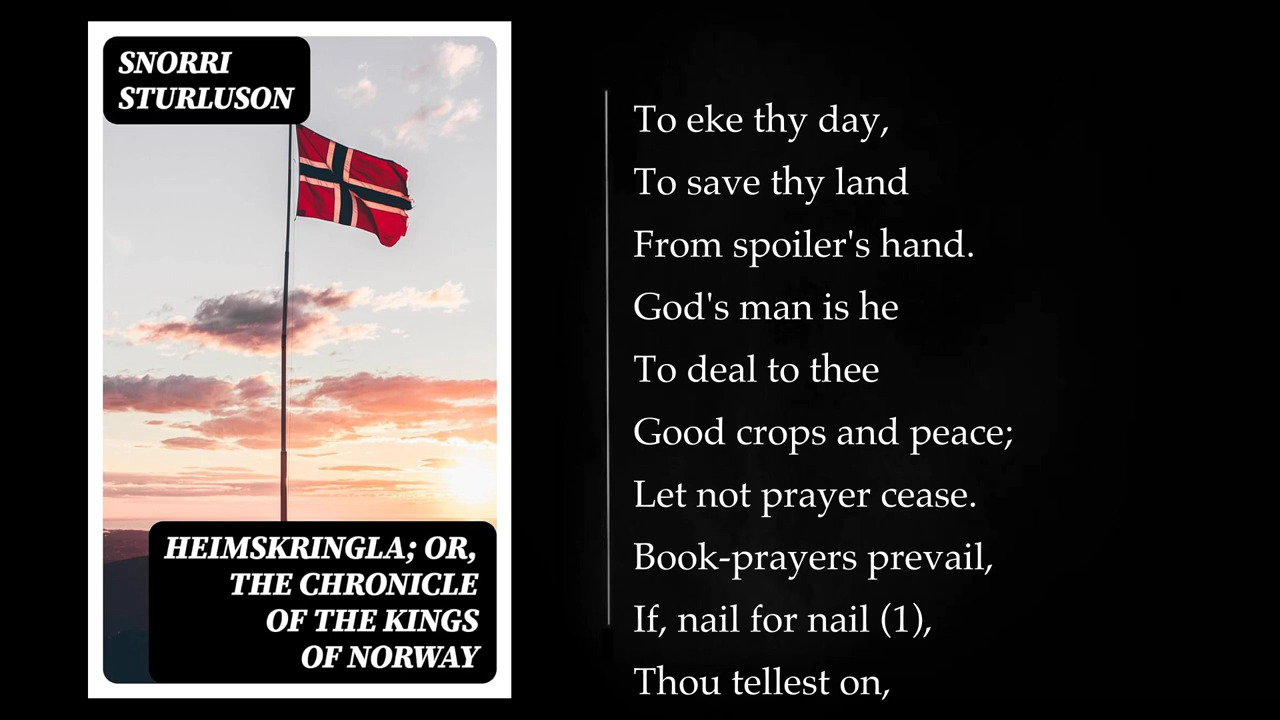 SNORRI
STURLUSON
HEIMSKRINGLA; OR,
THE CHRONICLE
OF THE KINGS
OF NORWAY
To eke thy day,
To save thy land
From spoiler's hand.
God's man is he
To deal to thee
Good crops and peace;
Let not prayer cease.
Book-prayers prevail,
If, nail for nail (1),
Thou tellest on,